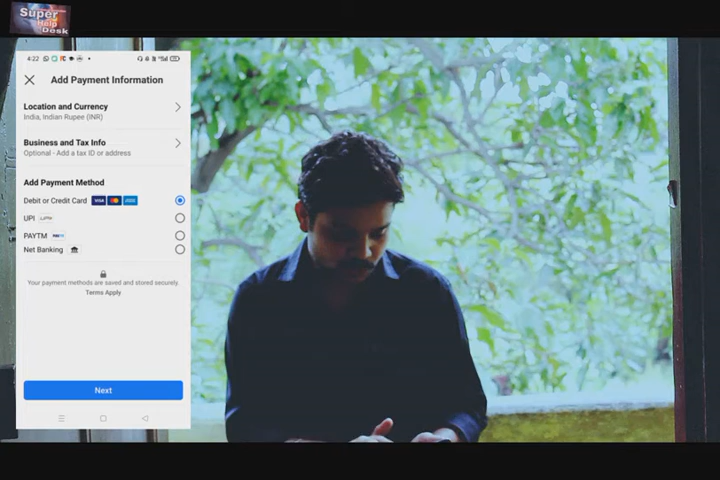 Super
Help
Desk
4:22
Add Payment Information
Location and Currency
India, Indian Rupee (INR)
Business and Tax Info
Optional - Add a tax ID or address
Add Payment Method
Debit or Credit Card VISA
UPI UPI
PAYTM
Net Banking
Your payment methods are saved and stored securely.
Terms Apply
Next